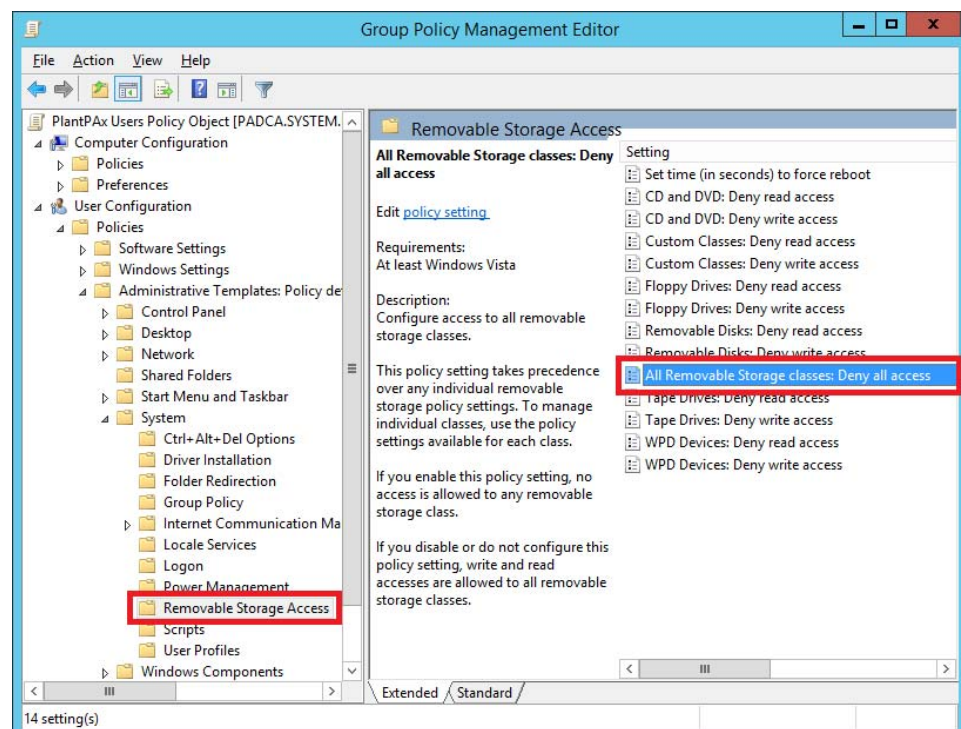 Group Policy Management Editor
File Action View Help
PlantPAx Users Policy Object [PADCA.SYSTEM.
Computer Configuration
Policies
Preferences
User Configuration
Policies
Software Settings
Windows Settings
Administrative Templates: Policy de
Control Panel
Desktop
Network
Shared Folders
Start Menu and Taskbar
System
Ctrl+Alt+Del Options
Driver Installation
Folder Redirection
Group Policy
Internet Communication Ma
Locale Services
Logon
Power Management
Removable Storage Access
Scripts
User Profiles
Windows Components
Removable Storage Access
All Removable Storage classes: Deny
all access
Edit policy setting
Requirements:
At least Windows Vista
Description:
Configure access to all removable
storage classes.
This policy setting takes precedence
over any individual removable
storage policy settings. To manage
individual classes, use the policy
settings available for each class.
If you enable this policy setting, no
access is allowed to any removable
storage class.
If you disable or do not configure this
policy setting, write and read
accesses are allowed to all removable
storage classes.
Setting
Set time (in seconds) to force reboot
CD and DVD: Deny read access
CD and DVD: Deny write access
Custom Classes: Deny read access
Custom Classes: Deny write access
Floppy Drives: Deny read access
Floppy Drives: Deny write access
Removable Disks: Deny read access
Removable Disks: Deny write access
All Removable Storage classes: Deny all access
Tape Drives: Deny read access
Tape Drives: Deny write access
WPD Devices: Deny read access
WPD Devices: Deny write access
Extended Standard
14 setting(s)